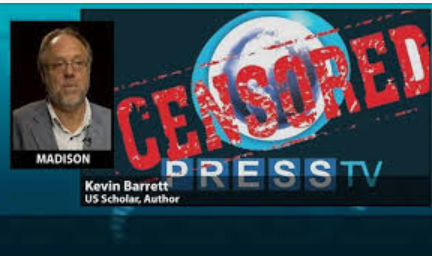 CENSORED
PRESS TV
MADISON
Kevin Barrett
US Scholar, Author